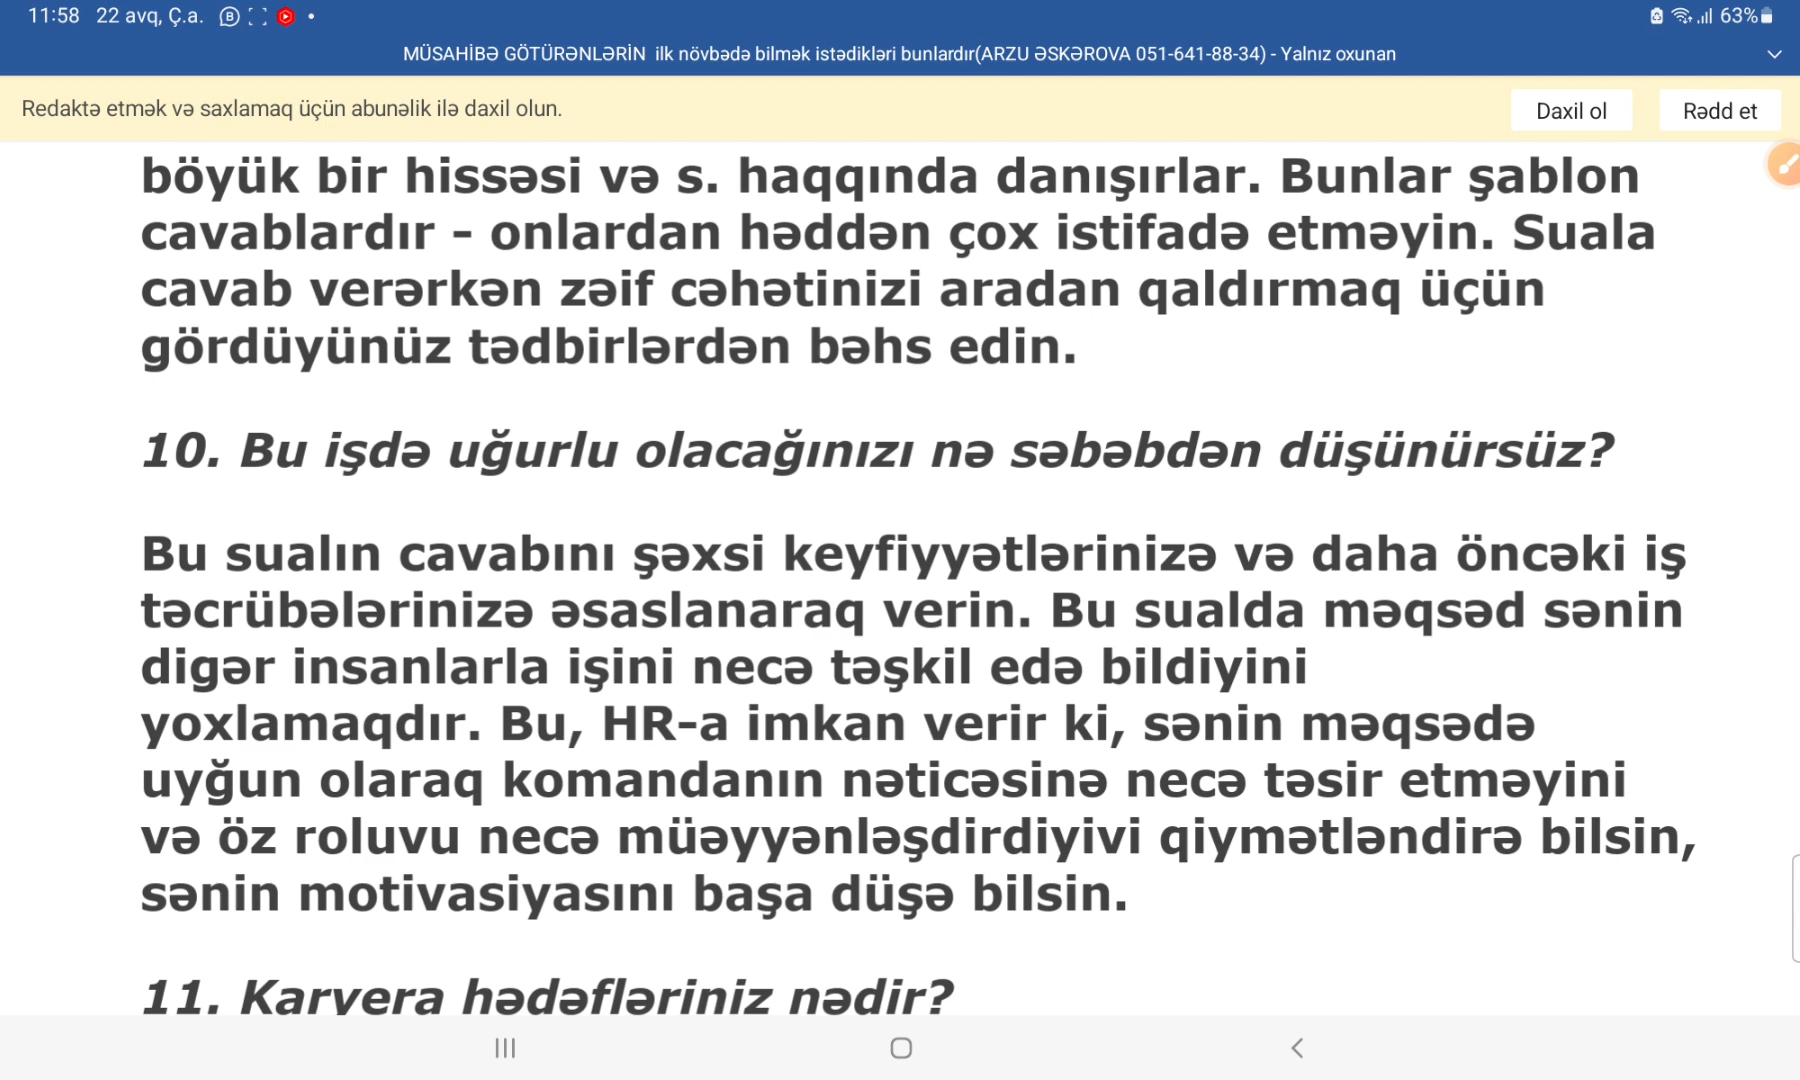 11:58 22 avq, Ç.a. 63%
MÜSAHİBƏ GÖTÜRƏNLƏRİN ilk növbədə bilmək istədikləri bunlardır(ARZU ƏSKƏROVA 051-641-88-34) - Yalnız oxunan
Redaktə etmək və saxlamaq üçün abunəlik ilə daxil olun. Daxil ol Rədd et
böyük bir hissəsi və s. haqqında danışırlar. Bunlar şablon
cavablardır - onlardan həddən çox istifadə etməyin. Suala
cavab verərkən zəif cəhətinizi aradan qaldırmaq üçün
gördüyünüz tədbirlərdən bəhs edin.
10. Bu işdə uğurlu olacağınızı nə səbəbdən düşünürsüz?
Bu sualın cavabını şəxsi keyfiyyətlərinizə və daha öncəki iş
təcrübələrinizə əsaslanaraq verin. Bu sualda məqsəd sənin
digər insanlarla işini necə təşkil edə bildiyini
yoxlamaqdır. Bu, HR-a imkan verir ki, sənin məqsədə
uyğun olaraq komandanın nəticəsinə necə təsir etməyini
və öz roluvu necə müəyyənləşdirdiyivi qiymətləndirə bilsin,
sənin motivasiyasını başa düşə bilsin.
11. Karyera hədəfləriniz nədir?